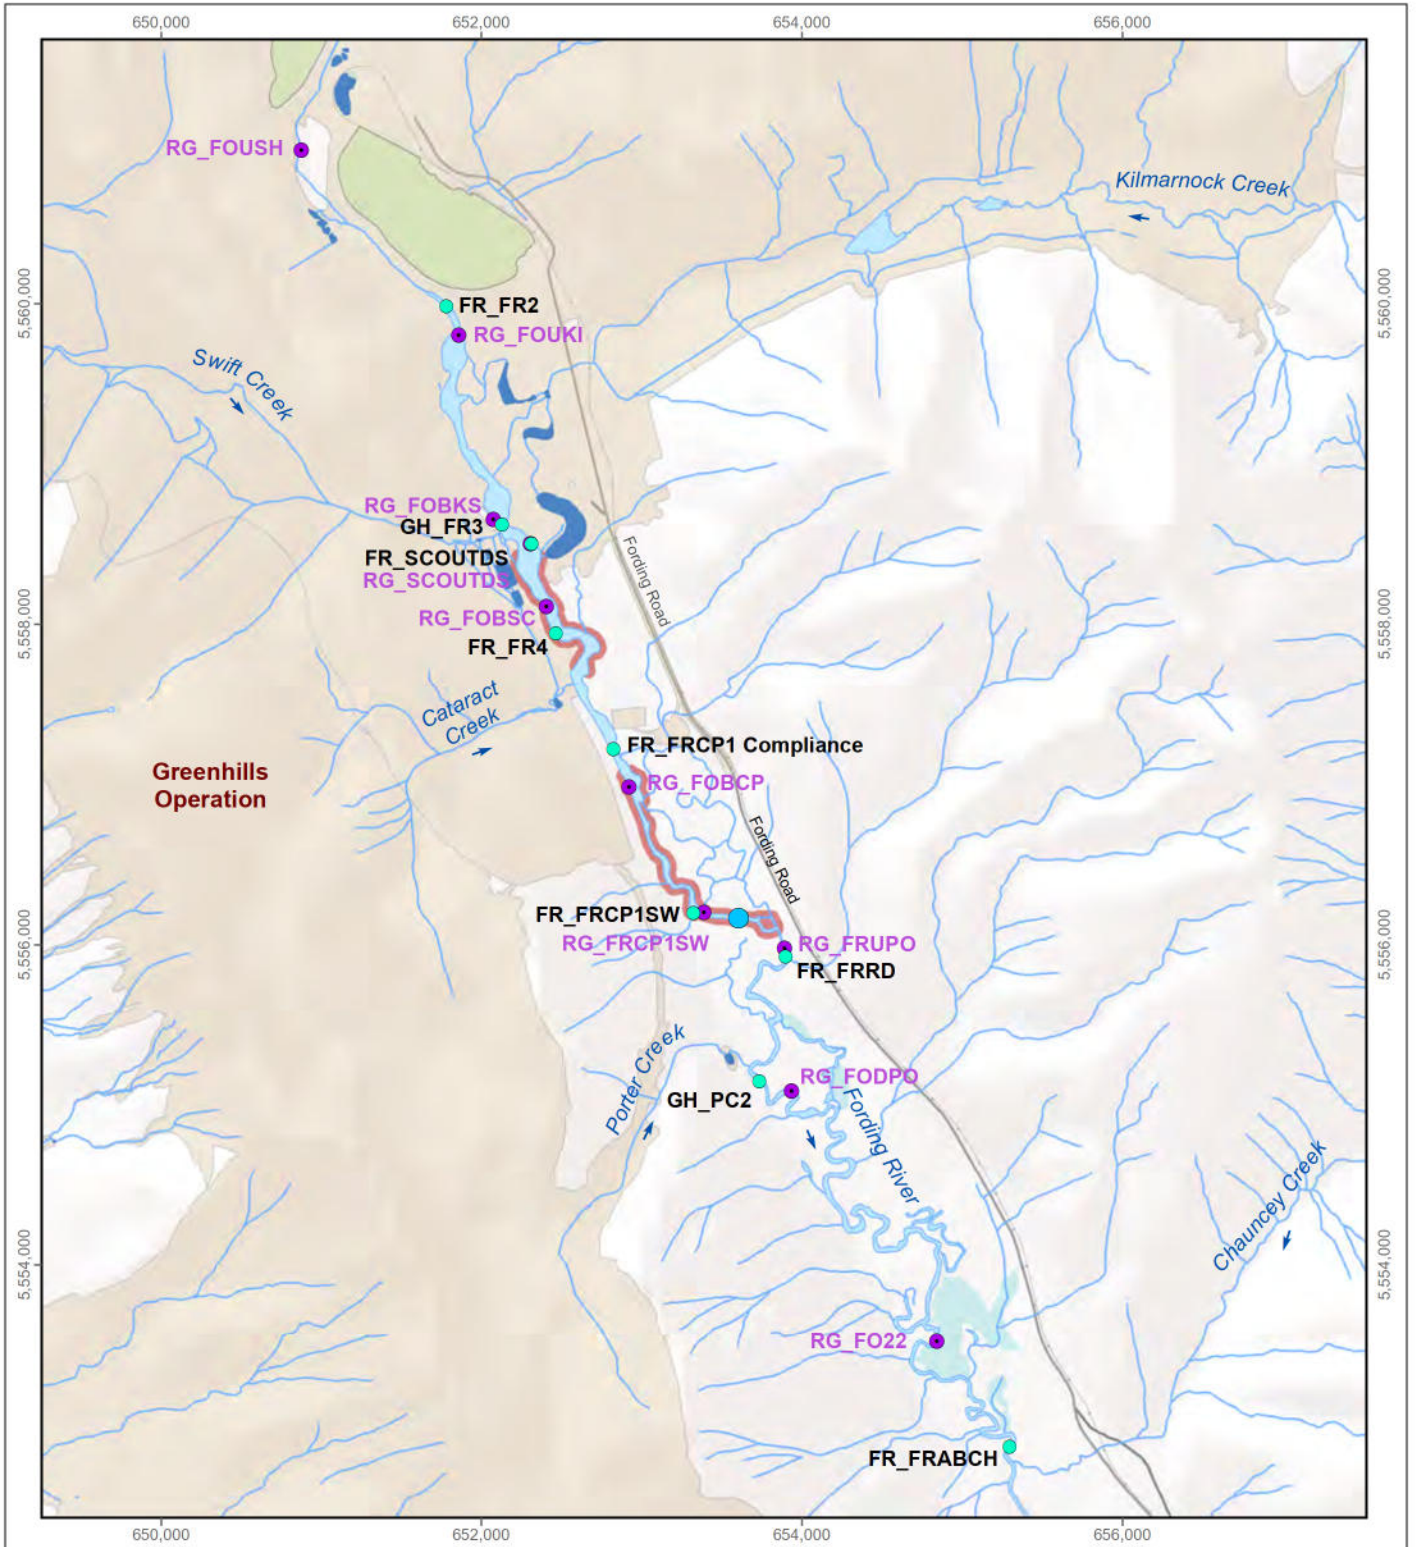 650,000
652,000
654,000
656,000
RG_FOUSH
Kilmarnock Creek
5,560,000
5,560,000
FR_FR2
RG_FOUKI
Swift Creek
RG_FOBKS
GH_FR3
FR_SCOUTDS
RG_SCOUTDS
Fording Road
RG_FOBSC
FR_FR4
5,558,000
5,558,000
Cataract
Creek
FR_FRCP1 Compliance
Greenhills
Operation
RG_FOBCP
Fording Road
FR_FRCP1SW
RG_FRCP1SW
RG_FRUPO
FR_FRRD
5,556,000
5,556,000
Porter Creek
RG_FODPO
GH_PC2
Fording River
Chauncey Creek
5,554,000
5,554,000
RG_FO22
FR_FRABCH
650,000
652,000
654,000
656,000